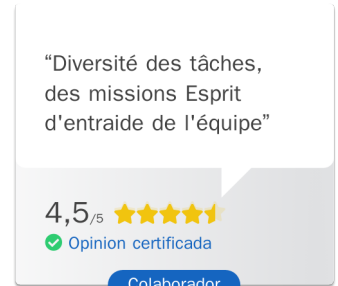 “Diversité des tâches,
des missions Esprit
d'entraide de l'équipe”
4,5/5
Opinion certificada
Colaborador